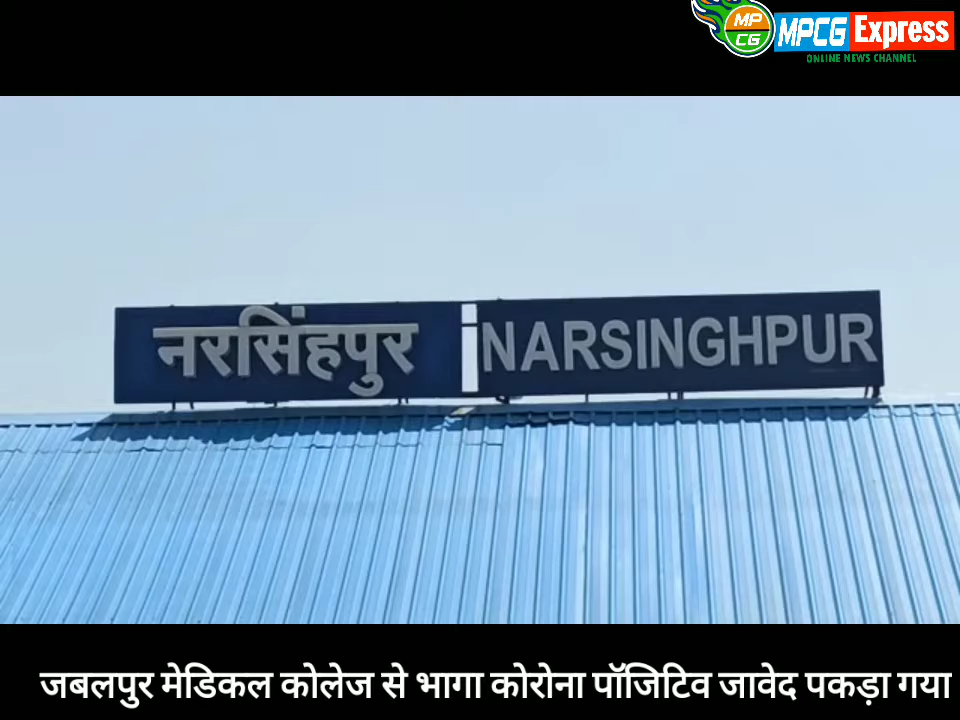 MP
CG
MPCG Express
ONLINE NEWS CHANNEL
नरसिंहपुर NARSINGHPUR
जबलपुर मेडिकल कोलेज से भागा कोरोना पॉजिटिव जावेद पकड़ा गया